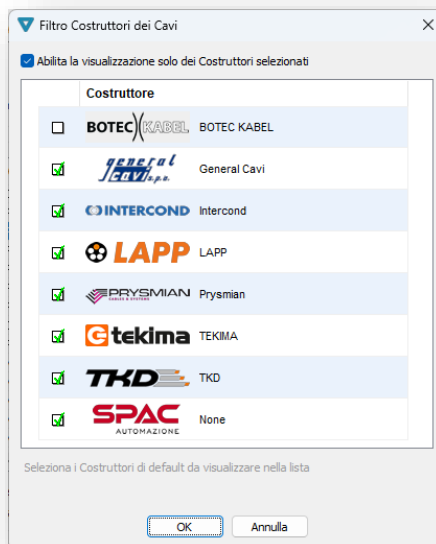 Filtro Costruttori dei Cavi
Abilita la visualizzazione solo dei Costruttori selezionati
Costruttore
BOTEC KABEL BOTEC KABEL
general cavi s.p.a. General Cavi
INTERCOND Intercond
LAPP LAPP
PRYSMIAN Prysmian
CABLES & SYSTEMS
tekima TEKIMA
TKD TKD
SPAC None
AUTOMAZIONE
Seleziona i Costruttori di default da visualizzare nella lista
OK Annulla